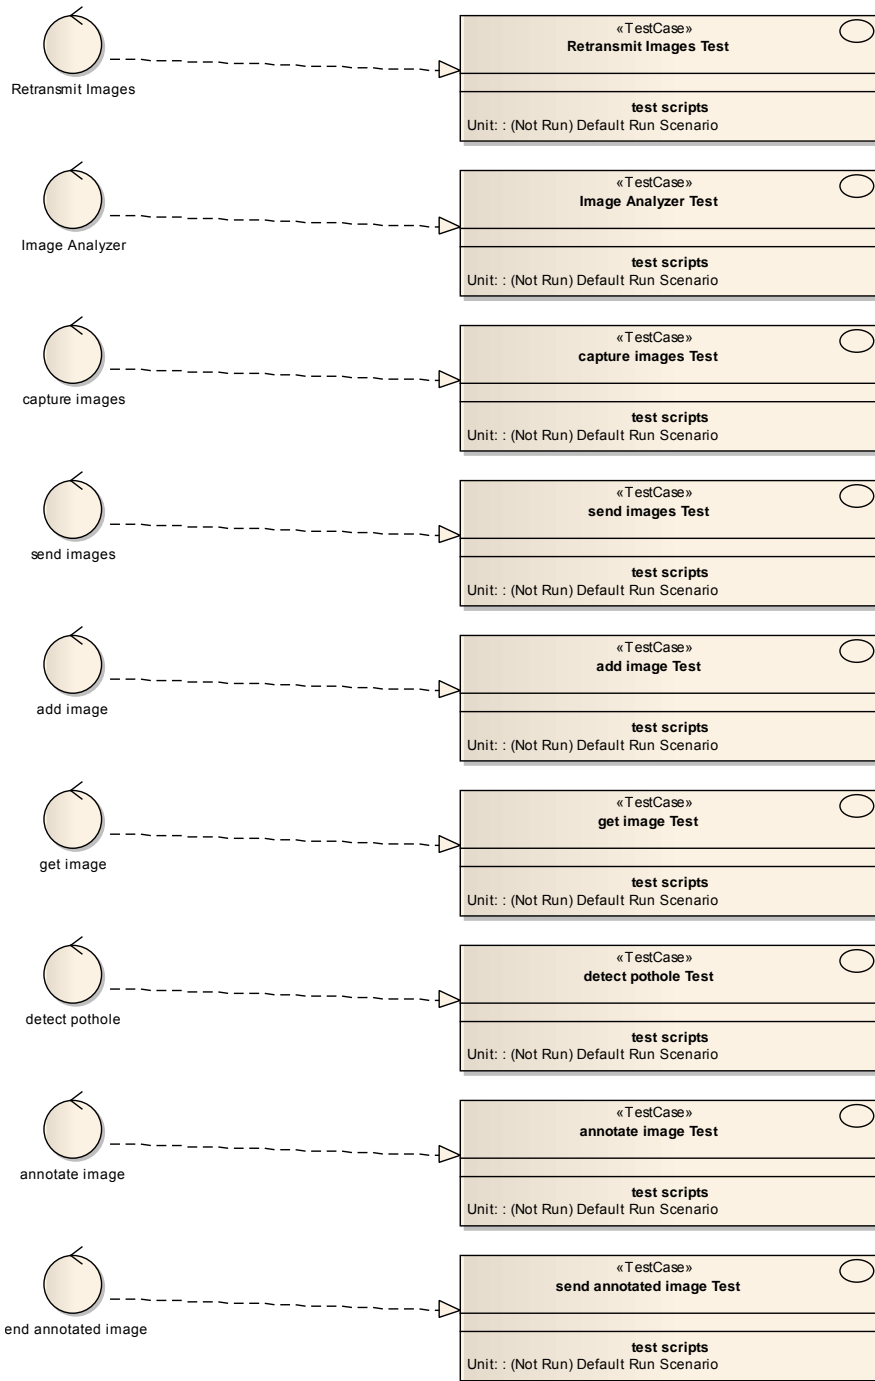 «TestCase»
Retransmit Images Test
Retransmit Images
test scripts
Unit: : (Not Run) Default Run Scenario
«TestCase»
Image Analyzer Test
Image Analyzer
test scripts
Unit: : (Not Run) Default Run Scenario
«TestCase»
capture images Test
capture images
test scripts
Unit: : (Not Run) Default Run Scenario
«TestCase»
send images Test
send images
test scripts
Unit: : (Not Run) Default Run Scenario
«TestCase»
add image Test
add image
test scripts
Unit: : (Not Run) Default Run Scenario
«TestCase»
get image Test
get image
test scripts
Unit: : (Not Run) Default Run Scenario
«TestCase»
detect pothole Test
detect pothole
test scripts
Unit: : (Not Run) Default Run Scenario
«TestCase»
annotate image Test
annotate image
test scripts
Unit: : (Not Run) Default Run Scenario
«TestCase»
send annotated image Test
end annotated image
test scripts
Unit: : (Not Run) Default Run Scenario